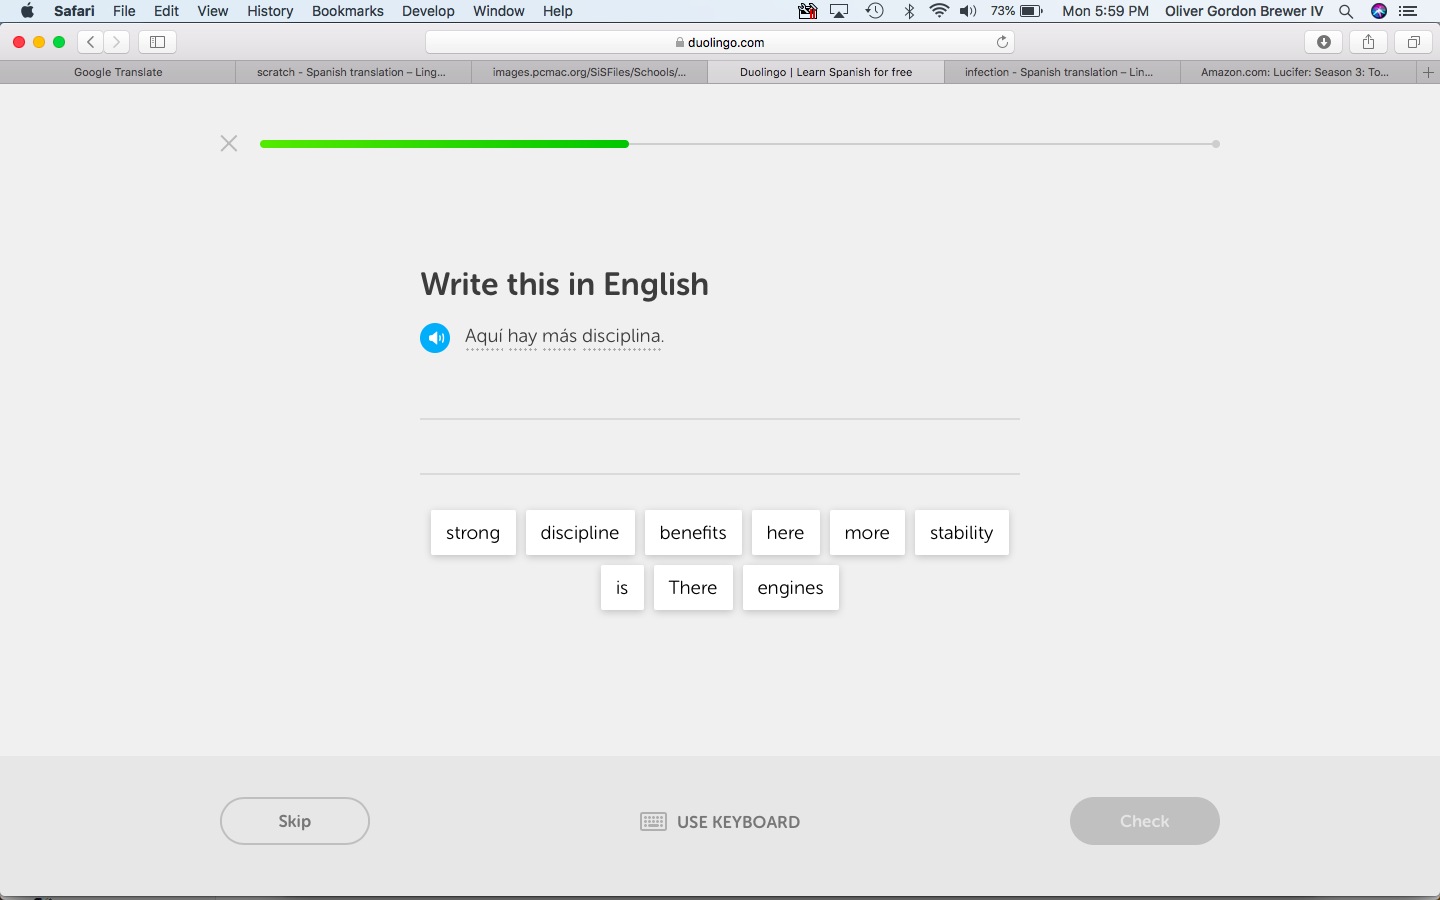 Safari File Edit View History Bookmarks Develop Window Help 73% Mon 5:59 PM Oliver Gordon Brewer IV
duolingo.com
Google Translate scratch - Spanish translation – Ling... images.pcmac.org/SiSFiles/Schools/... Duolingo | Learn Spanish for free infection - Spanish translation – Lin... Amazon.com: Lucifer: Season 3: To...
Write this in English
Aquí hay más disciplina.
strong discipline benefits here more stability
is There engines
Skip USE KEYBOARD Check